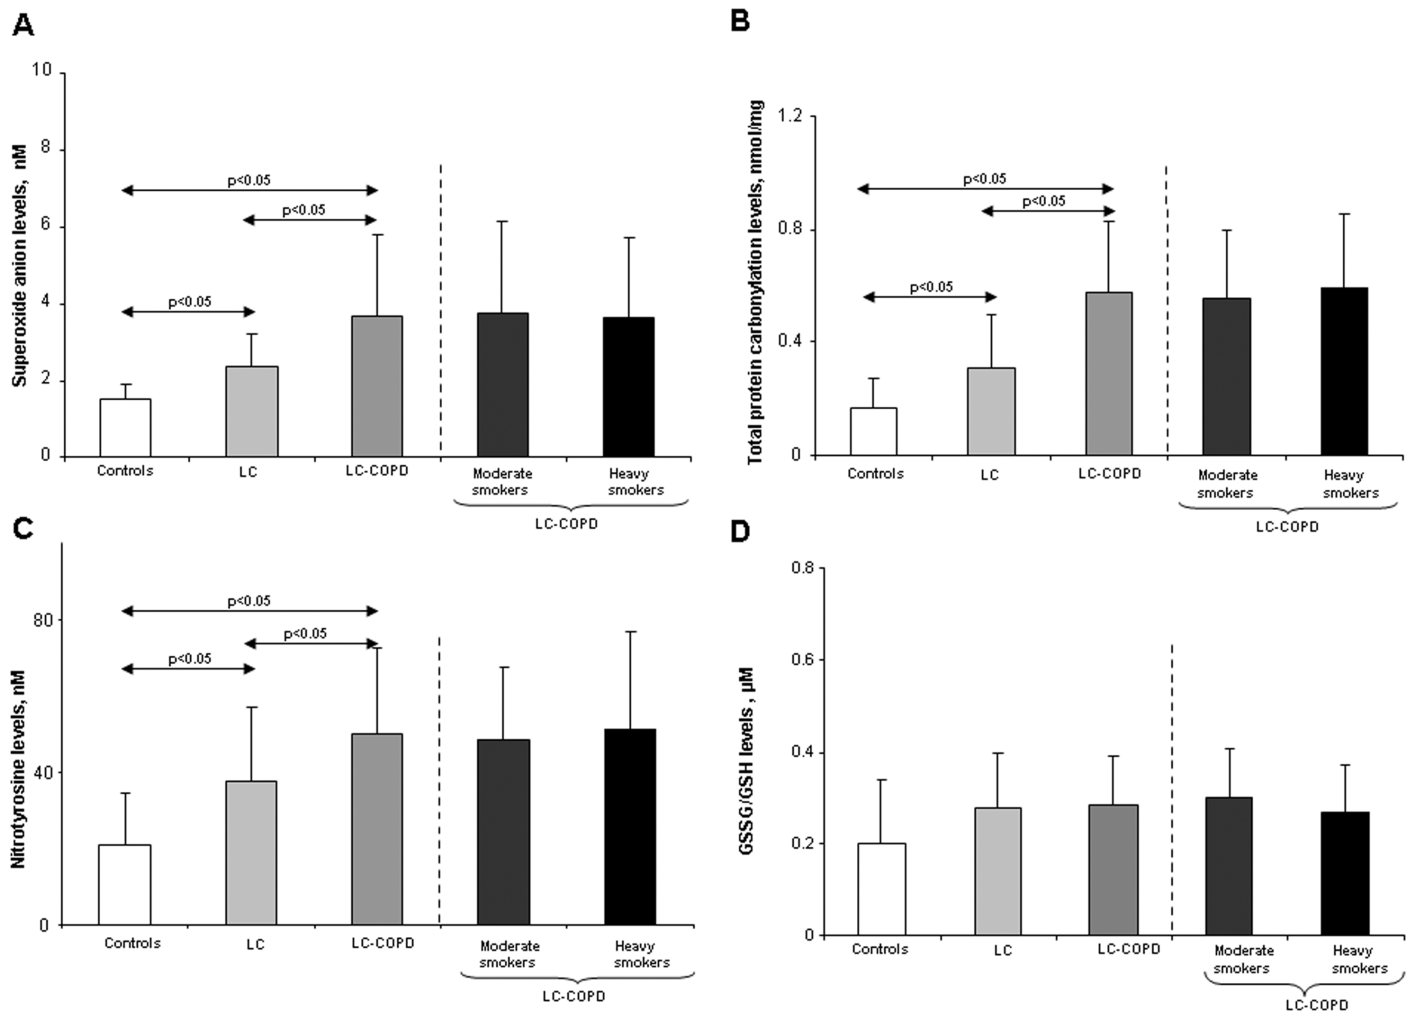 A
Superoxide anion levels, nM
10
8
6
4
2
0
p<0.05
p<0.05
p<0.05
Controls
LC
LC-COPD
Moderate
smokers
Heavy
smokers
LC-COPD
B
Total protein carbonylation levels, nmol/mg
1.2
0.8
0.4
0
p<0.05
p<0.05
p<0.05
Controls
LC
LC-COPD
Moderate
smokers
Heavy
smokers
LC-COPD
C
Nitrotyrosine levels, nM
80
40
0
p<0.05
p<0.05
p<0.05
Controls
LC
LC-COPD
Moderate
smokers
Heavy
smokers
LC-COPD
D
GSSG/GSH levels , µM
0.8
0.6
0.4
0.2
0
Controls
LC
LC-COPD
Moderate
smokers
Heavy
smokers
LC-COPD